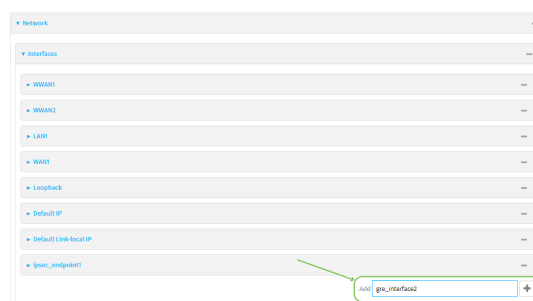 Network
Interfaces
WWAN1
WWAN2
LAN1
WAN1
Loopback
Default IP
Default Link-local IP
ipsec_endpoint1
Add gre_interface2